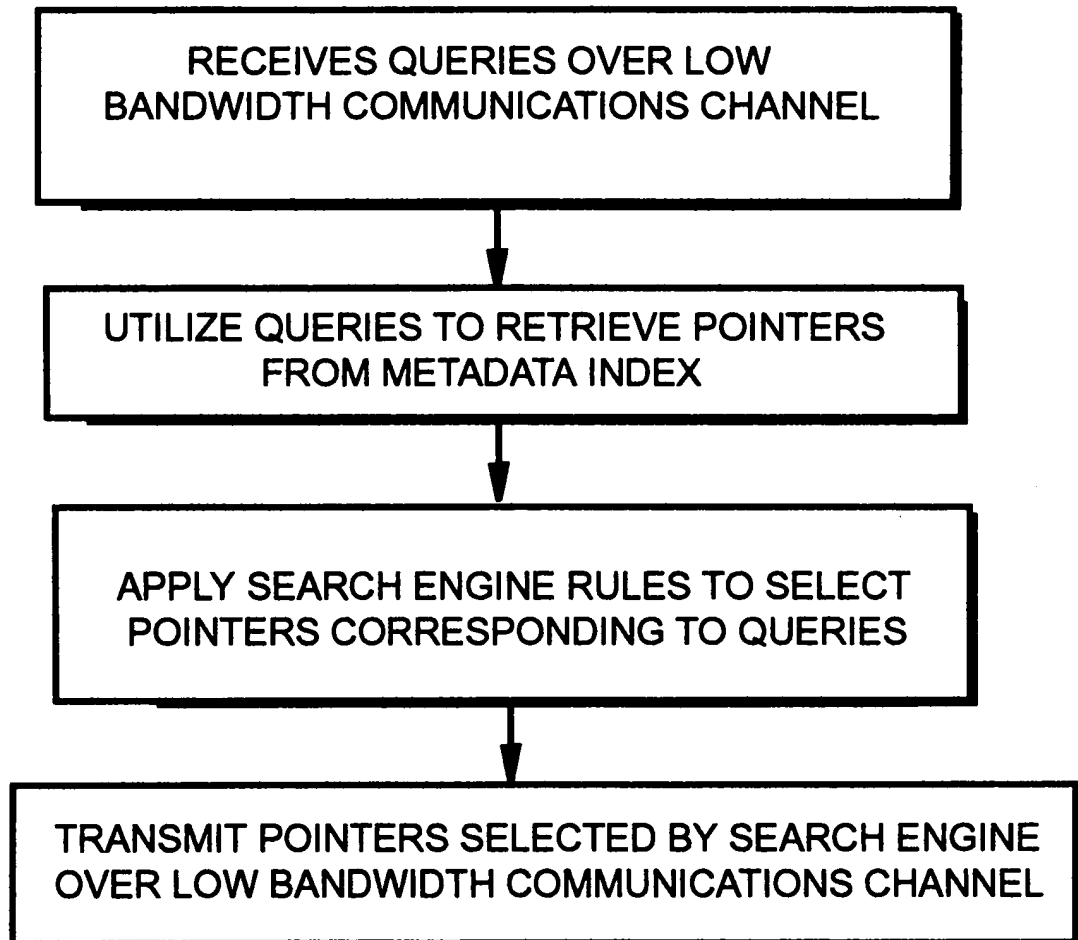 RECEIVES QUERIES OVER LOW
BANDWIDTH COMMUNICATIONS CHANNEL
UTILIZE QUERIES TO RETRIEVE POINTERS
FROM METADATA INDEX
APPLY SEARCH ENGINE RULES TO SELECT
POINTERS CORRESPONDING TO QUERIES
TRANSMIT POINTERS SELECTED BY SEARCH ENGINE
OVER LOW BANDWIDTH COMMUNICATIONS CHANNEL